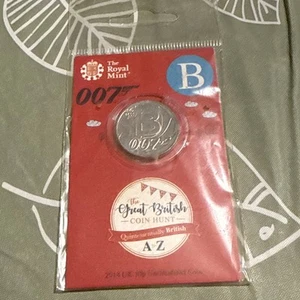 The
Royal
Mint
B
007
B
007
The
Great British
COIN HUNT
Quintessentially British
A-Z